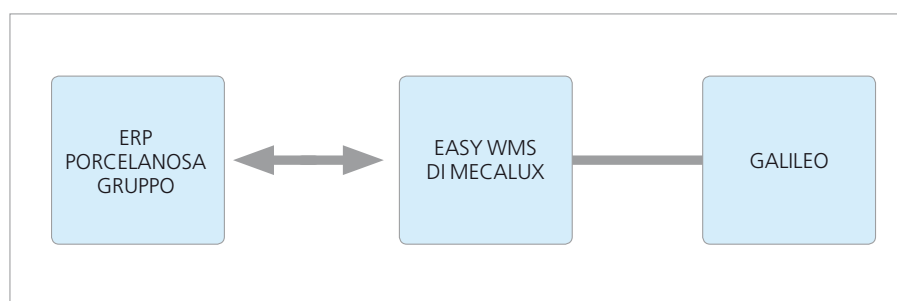 ERP
PORCELANOSA
GRUPPO
EASY WMS
DI MECALUX
GALILEO